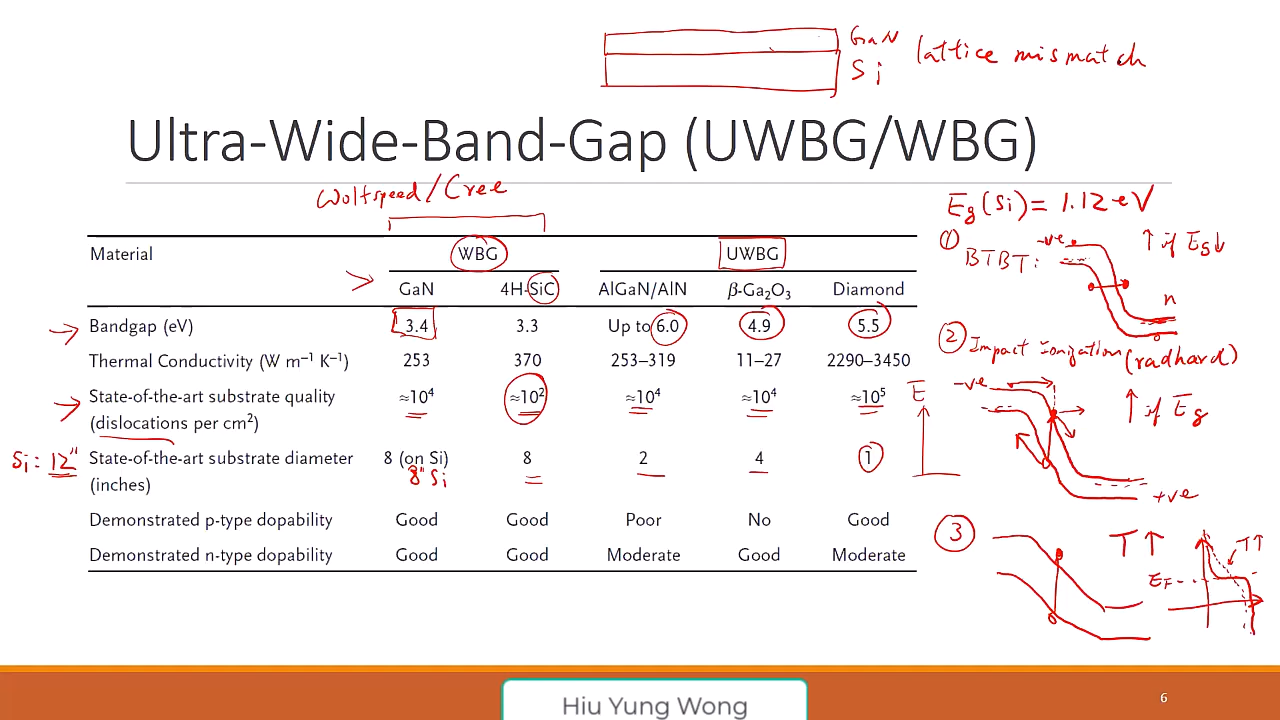 GaN
Si
lattice mismatch
Ultra-Wide-Band-Gap (UWBG/WBG)
Wolfspeed/Cree
Material WBG UWBG
GaN 4H-SiC AlGaN/AlN β-Ga₂O₃ Diamond
Bandgap (eV) 3.4 3.3 Up to 6.0 4.9 5.5
Thermal Conductivity (W m⁻¹ K⁻¹) 253 370 253–319 11–27 2290–3450
State-of-the-art substrate quality ≈10⁴ ≈10² ≈10⁴ ≈10⁴ ≈10⁵
(dislocations per cm²)
Si: 12" State-of-the-art substrate diameter 8 (on Si) 8 2 4 1
(inches) 8" Si
Demonstrated p-type dopability Good Good Poor No Good
Demonstrated n-type dopability Good Good Moderate Good Moderate
Eg(Si) = 1.12 eV
① BTBT: -ve ↑ if Eg↓
n
② Impact Ionization (radhard)
E -ve ↑ if Eg
+ve
③ T↑ T↑
EF
Hiu Yung Wong
6